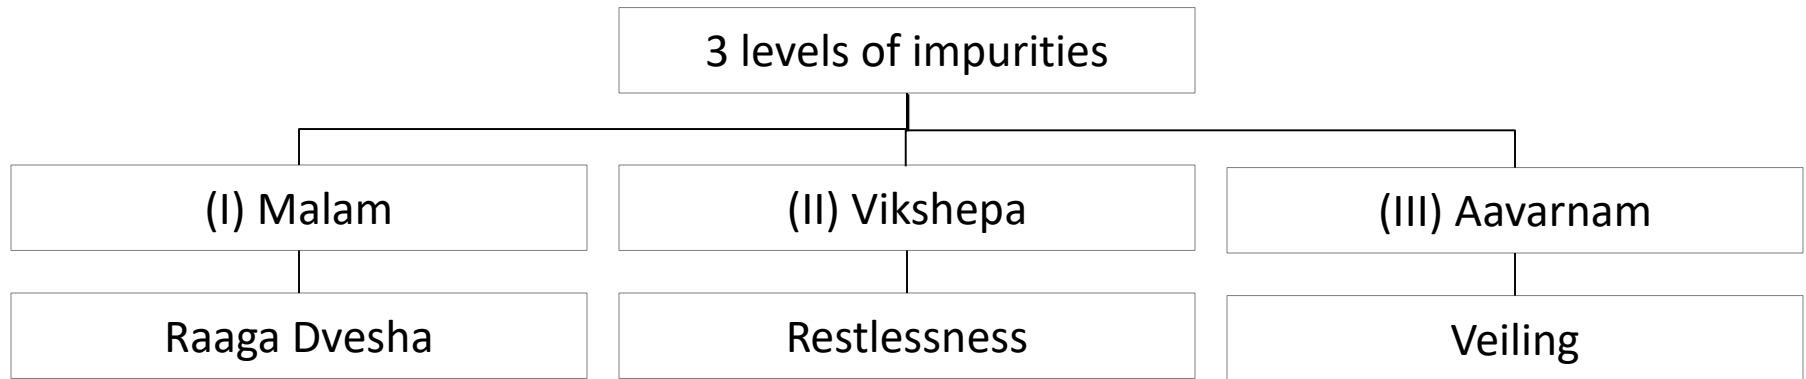 3 levels of impurities
(I) Malam
(II) Vikshepa
(III) Aavarnam
Raaga Dvesha
Restlessness
Veiling